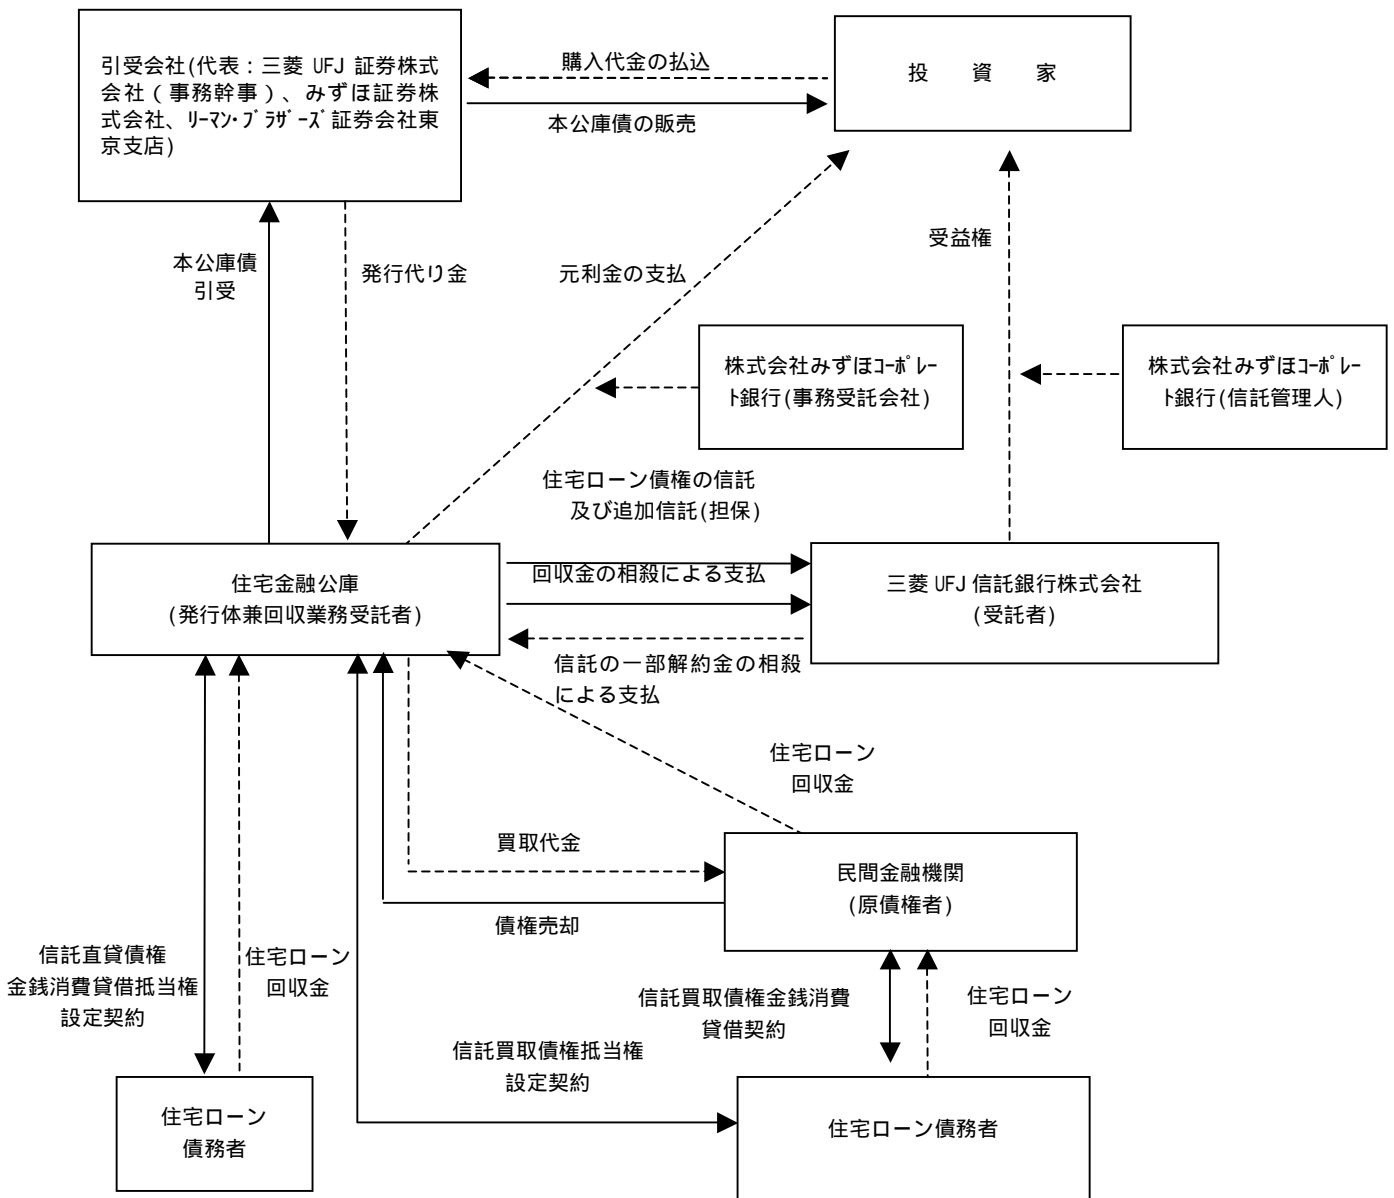 引受会社(代表：三菱 UFJ 証券株式
会社（事務幹事）、みずほ証券株
式会社、ﾘｰﾏﾝ・ﾌﾞﾗｻﾞｰｽﾞ証券会社東
京支店)
購入代金の払込
本公庫債の販売
投　資　家
本公庫債
引受
発行代り金
元利金の支払
受益権
株式会社みずほｺｰﾎﾟﾚｰ
ﾄ銀行(事務受託会社)
株式会社みずほｺｰﾎﾟﾚｰ
ﾄ銀行(信託管理人)
住宅ローン債権の信託
及び追加信託(担保)
住宅金融公庫
(発行体兼回収業務受託者)
回収金の相殺による支払
三菱 UFJ 信託銀行株式会社
(受託者)
信託の一部解約金の相殺
による支払
住宅ローン
回収金
買取代金
民間金融機関
(原債権者)
債権売却
信託直貸債権
金銭消費貸借抵当権
設定契約
住宅ローン
回収金
信託買取債権金銭消費
貸借契約
住宅ローン
回収金
信託買取債権抵当権
設定契約
住宅ローン
債務者
住宅ローン債務者